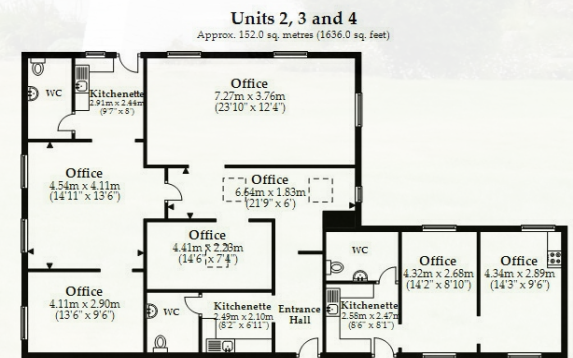 Units 2, 3 and 4
Approx. 152.0 sq. metres (1636.0 sq. feet)
WC
Kitchenette
2.91m x 2.44m
(9'7" x 8')
Office
7.27m x 3.76m
(23'10" x 12'4")
Office
4.54m x 4.11m
(14'11" x 13'6")
Office
6.64m x 1.83m
(21'9" x 6')
Office
4.41m x 2.23m
(14'6" x 7'4")
WC
Office
4.32m x 2.68m
(14'2" x 8'10")
Office
4.34m x 2.89m
(14'3" x 9'6")
Office
4.11m x 2.90m
(13'6" x 9'6")
WC
Kitchenette
2.49m x 2.10m
(8'2" x 6'11")
Entrance
Hall
Kitchenette
2.58m x 2.47m
(8'6" x 8'1")